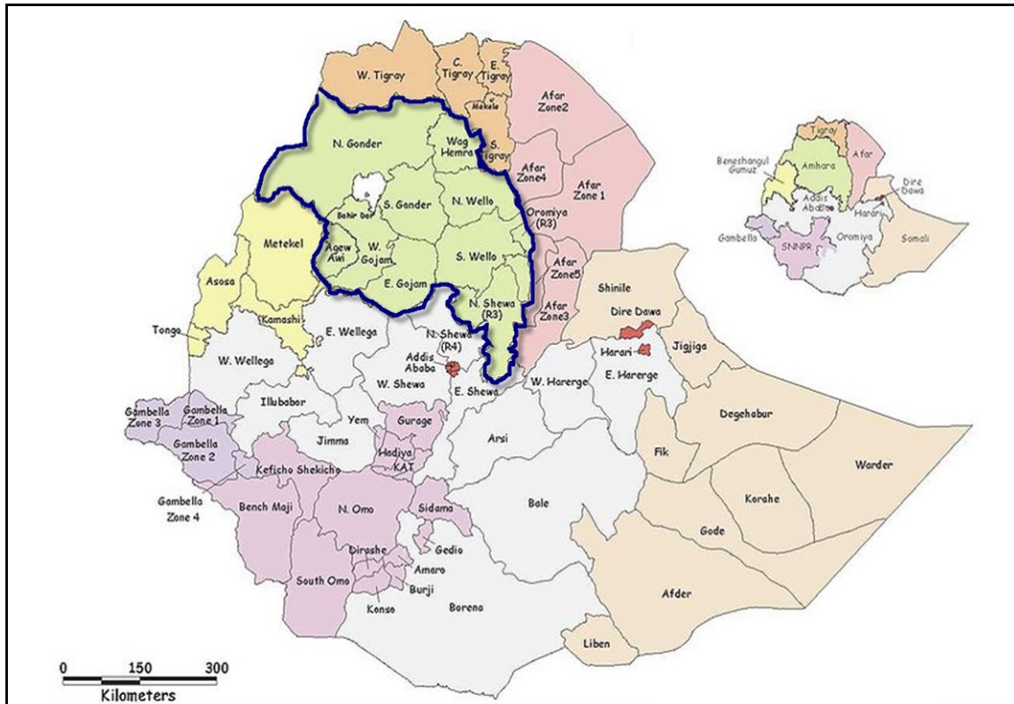 W. Tigray
C.
Tigray
E.
Tigray
Mekele
S.
Tigray
Afar
Zone2
N. Gonder
Wag
Hemra
Afar
Zone4
Afar
Zone 1
S. Gonder
N. Wello
Bahir Dar
Oromiya
(R3)
Metekel
Agew
Awi
W.
Gojam
S. Wello
Afar
Zone5
E. Gojam
Asosa
N. Shewa
(R3)
Afar
Zone3
Shinile
Dire Dawa
Tongo
Kamashi
E. Wellega
N. Shewa
(R4)
Harari
Jigjiga
W. Wellega
Addis
Ababa
W. Shewa
E. Shewa
W. Harerge
E. Harerge
Illubabor
Gambella
Zone 3
Gambella
Zone 1
Yem
Gurage
Arsi
Degehabur
Jimma
Gambella
Zone 2
Hadiya
KAT
Fik
Warder
Keficho Shekicho
Gambella
Zone 4
Bench Maji
N. Omo
Sidama
Bale
Korahe
Gode
Gedio
Dirashe
Amaro
South Omo
Burji
Konso
Borena
Afder
Liben
Tigray
Beneshangul
Gumuz
Amhara
Afar
Dire
Dawa
Addis
Ababa
Harari
Gambella
SNNPR
Oromiya
Somali
0 150 300
Kilometers